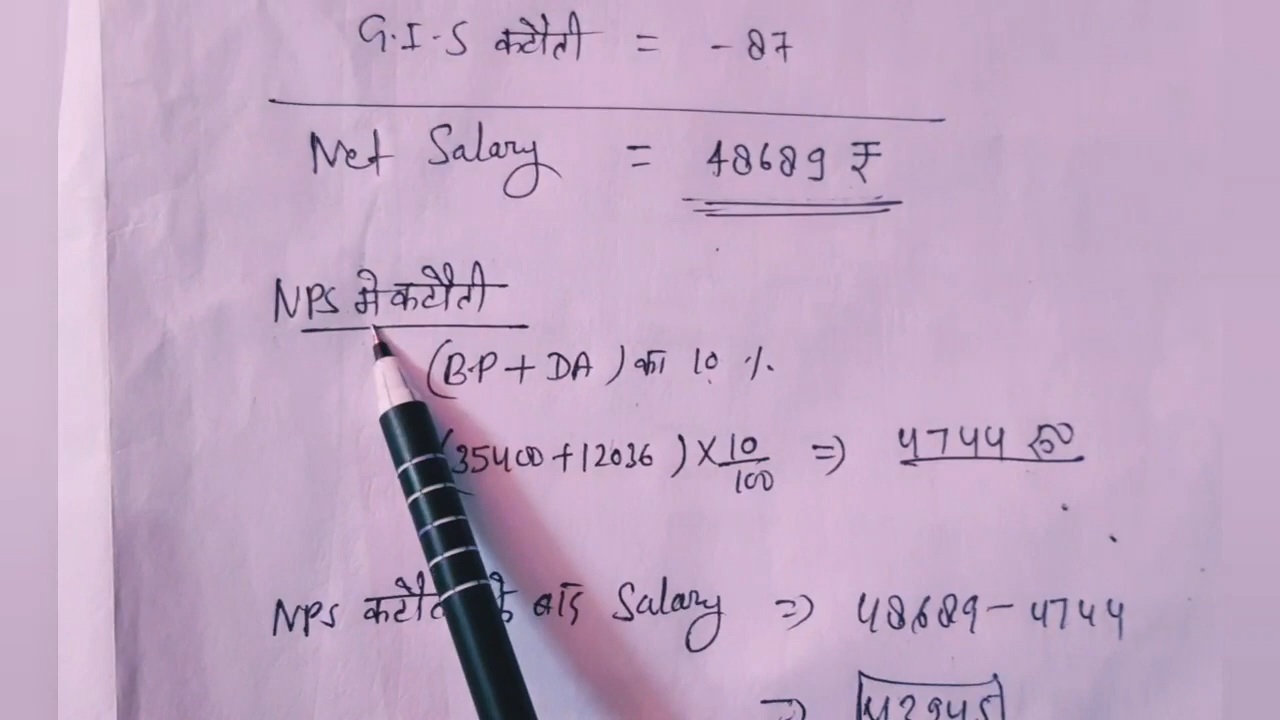 G.I.S कटौती = - 87
Net Salary = 48689 ₹
NPS मे कटौती
(B.P + DA ) का 10 %
(35400 + 12036 ) × 10/100 => 4744 रू०
NPS के बाद Salary => 48689 - 4744
=>